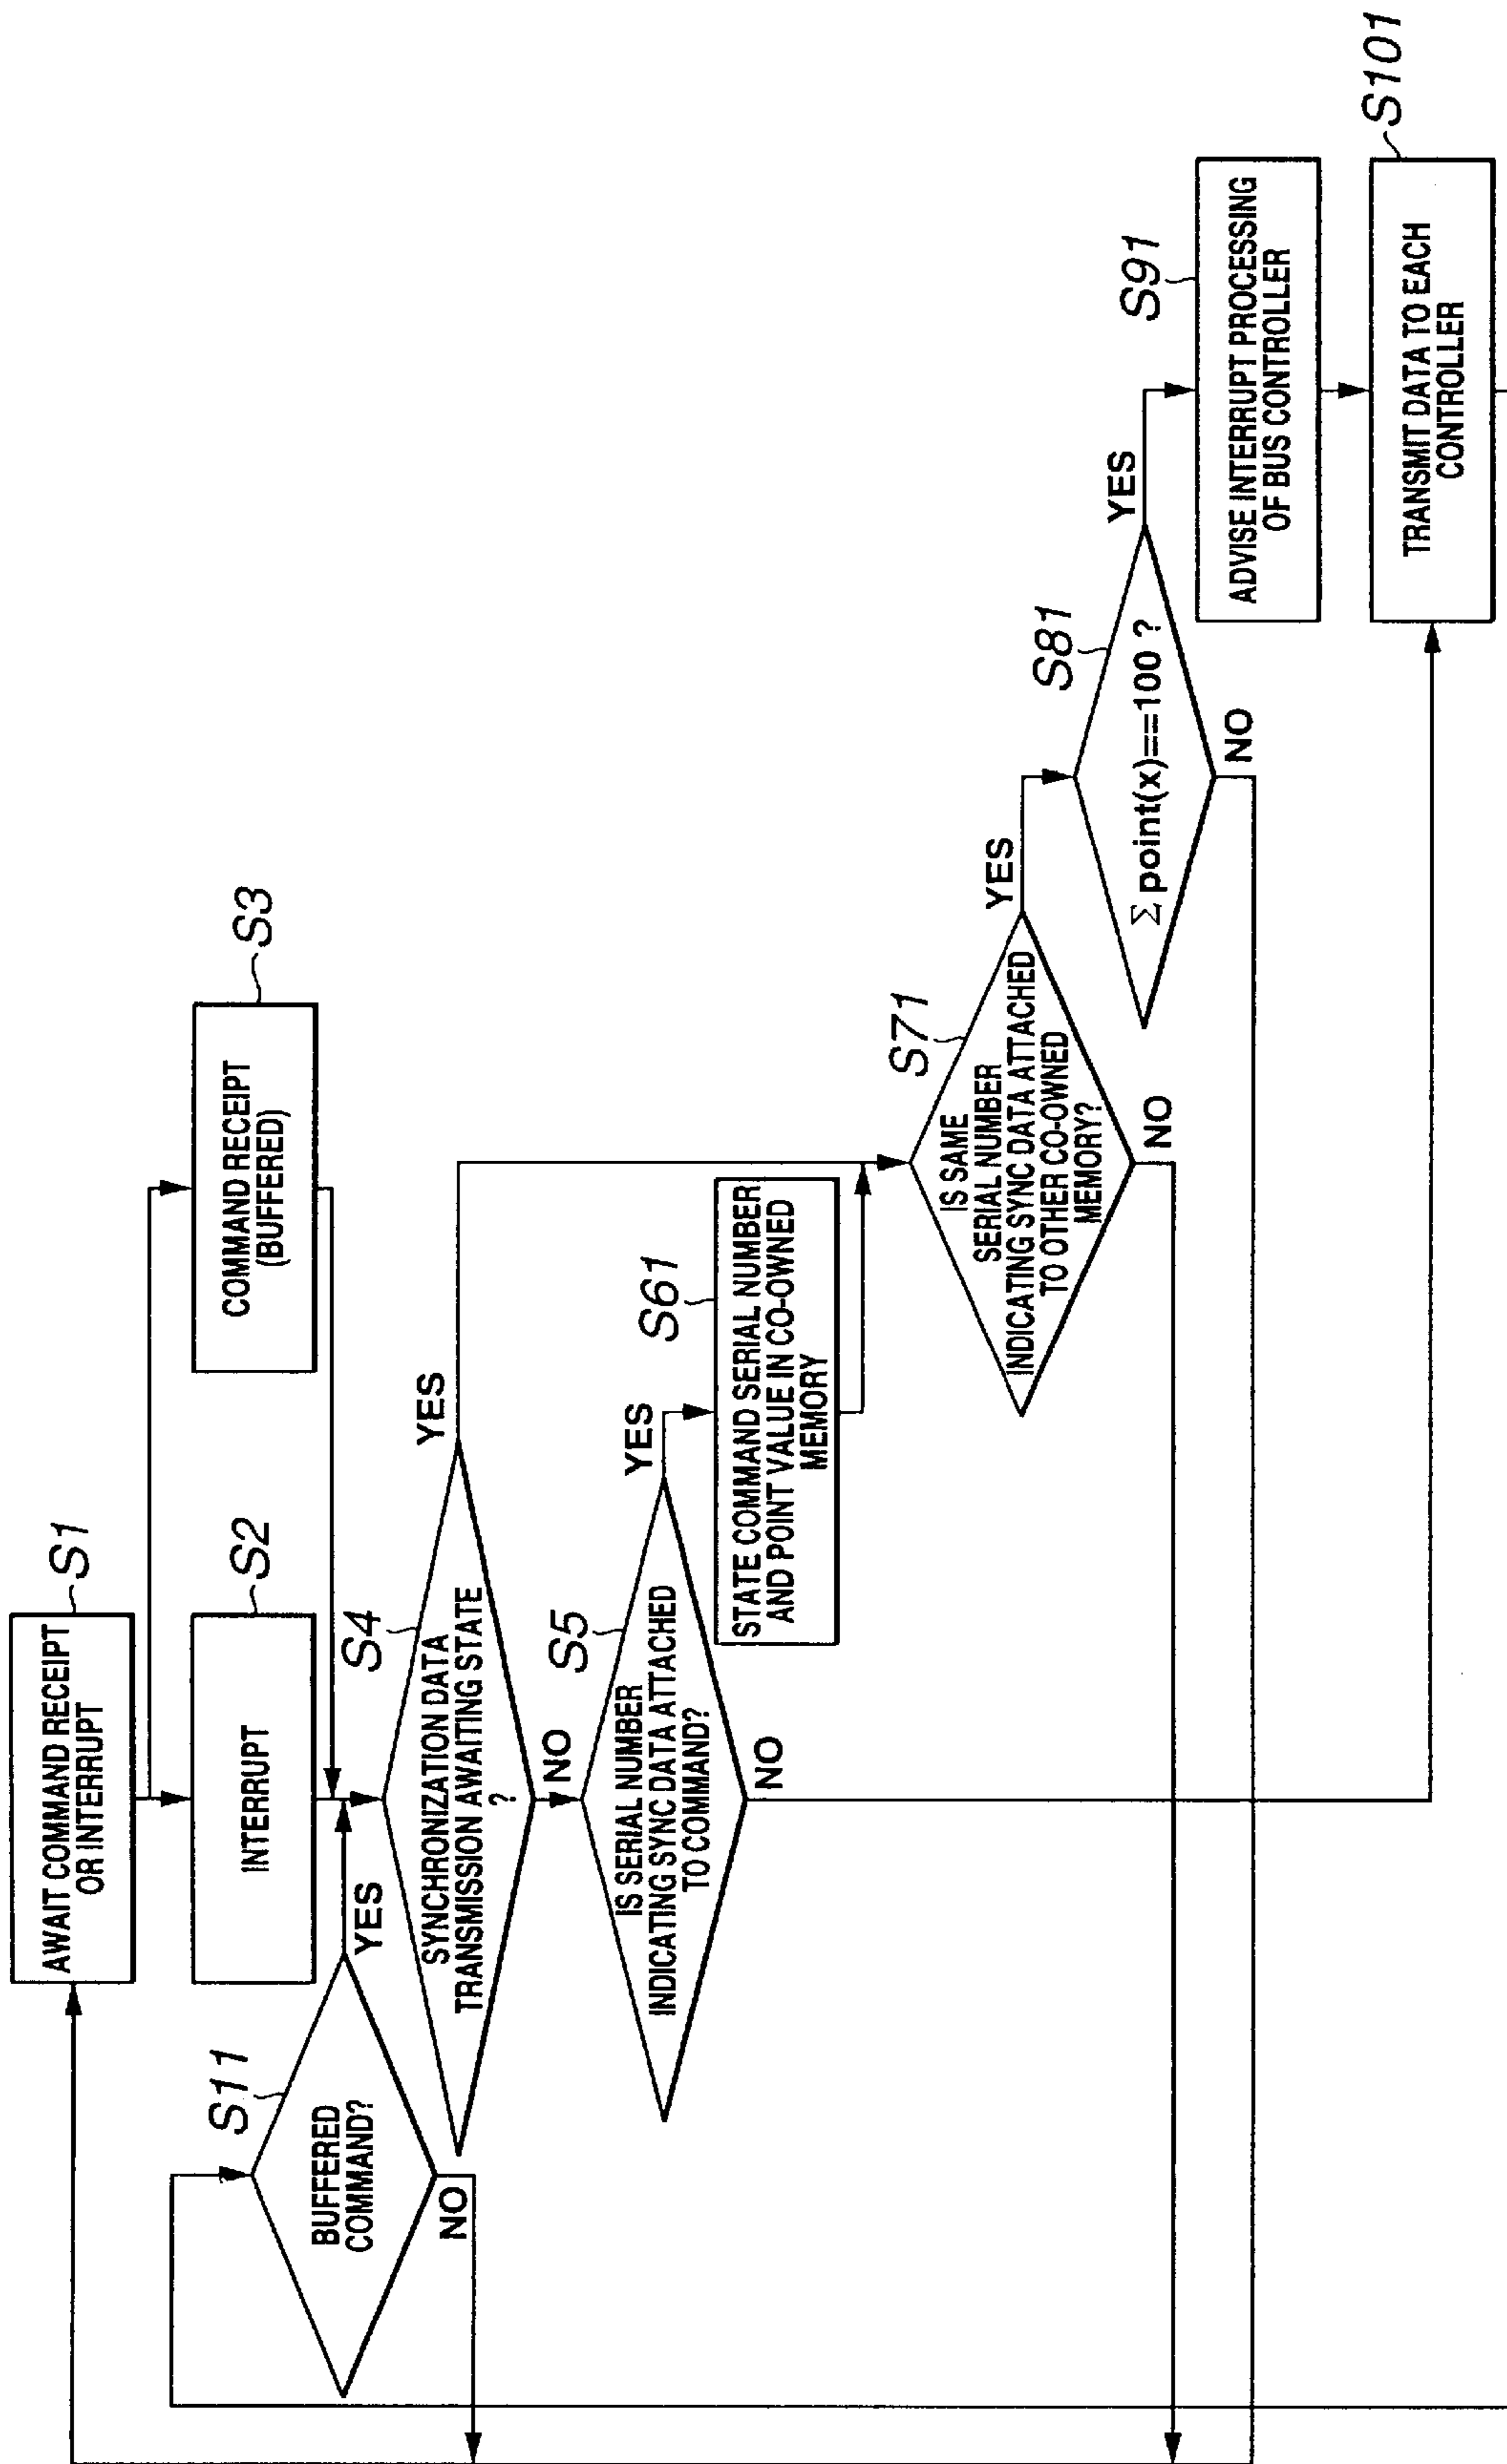 AWAIT COMMAND RECEIPT
OR INTERRUPT
S1
INTERRUPT
S2
COMMAND RECEIPT
(BUFFERED)
S3
S11
BUFFERED
COMMAND?
YES
NO
S4
SYNCHRONIZATION DATA
TRANSMISSION AWAITING STATE
?
YES
NO
S5
IS SERIAL NUMBER
INDICATING SYNC DATA ATTACHED
TO COMMAND?
YES
NO
S61
STATE COMMAND SERIAL NUMBER
AND POINT VALUE IN CO-OWNED
MEMORY
S71
IS SAME
SERIAL NUMBER
INDICATING SYNC DATA ATTACHED
TO OTHER CO-OWNED
MEMORY?
YES
NO
S81
Σ point(x)==100 ?
YES
NO
S91
ADVISE INTERRUPT PROCESSING
OF BUS CONTROLLER
S101
TRANSMIT DATA TO EACH
CONTROLLER